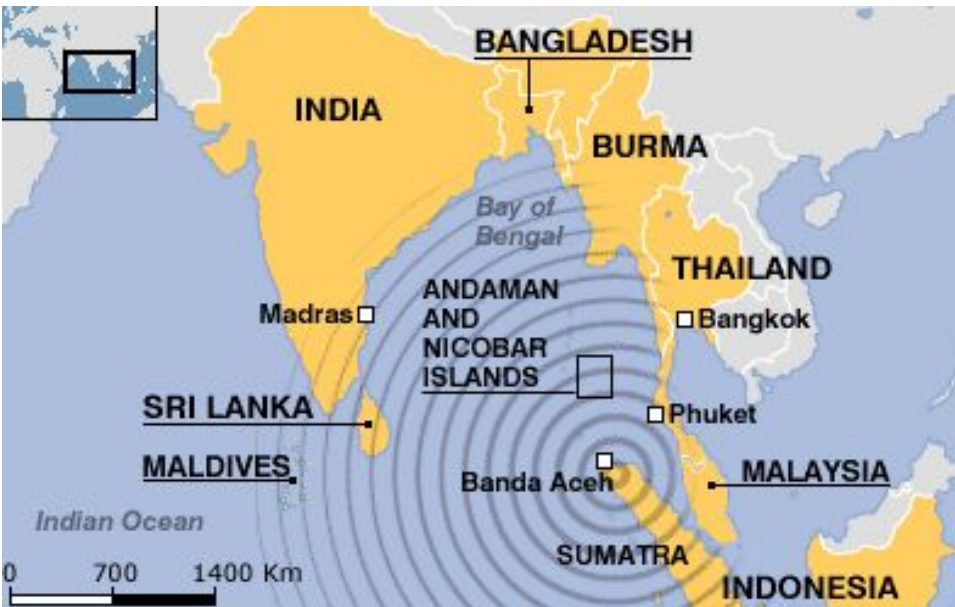 BANGLADESH
INDIA
BURMA
Bay of
Bengal
THAILAND
ANDAMAN
AND
NICOBAR
ISLANDS
Madras
Bangkok
SRI LANKA
Phuket
MALDIVES
Banda Aceh
MALAYSIA
Indian Ocean
SUMATRA
0 700 1400 Km
INDONESIA